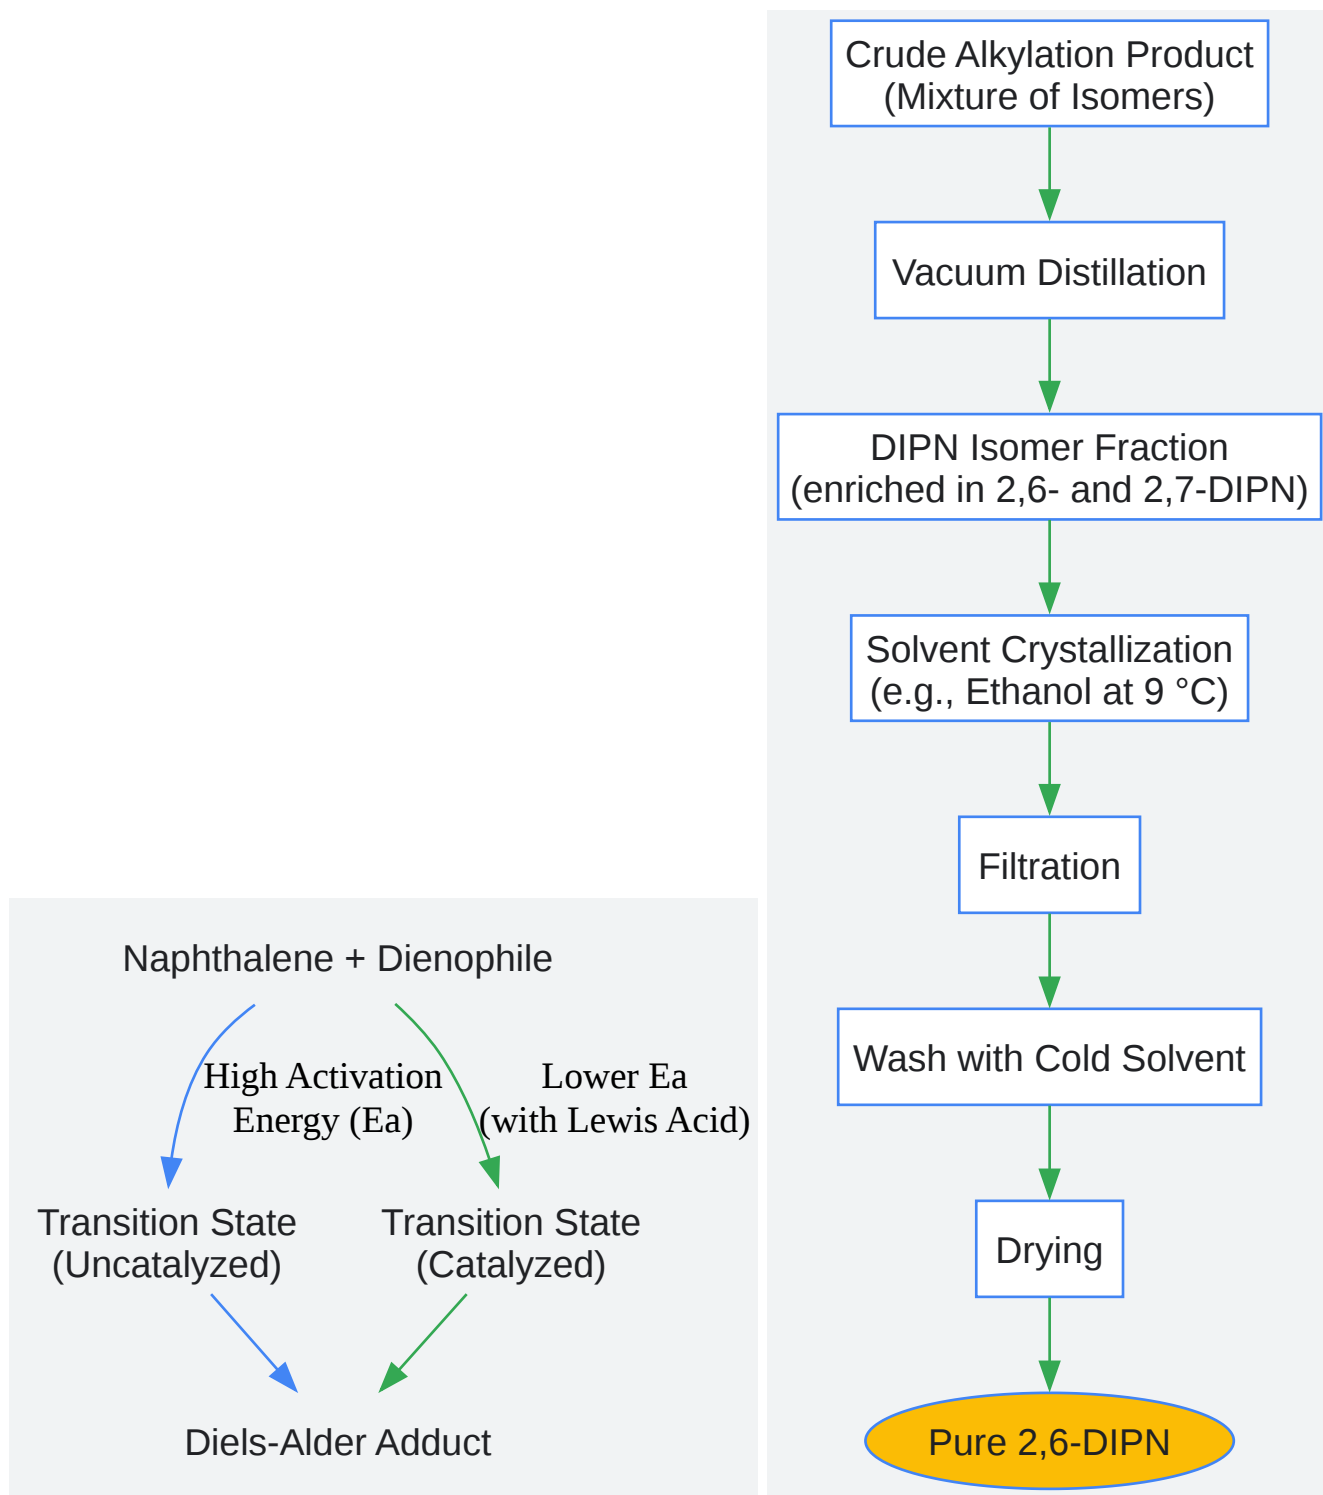 Crude Alkylation Product
(Mixture of Isomers)
Vacuum Distillation
DIPN Isomer Fraction
(enriched in 2,6- and 2,7-DIPN)
Solvent Crystallization
(e.g., Ethanol at 9 °C)
Filtration
Wash with Cold Solvent
Drying
Pure 2,6-DIPN
Naphthalene + Dienophile
High Activation
Energy (Ea)
Lower Ea
(with Lewis Acid)
Transition State
(Uncatalyzed)
Transition State
(Catalyzed)
Diels-Alder Adduct